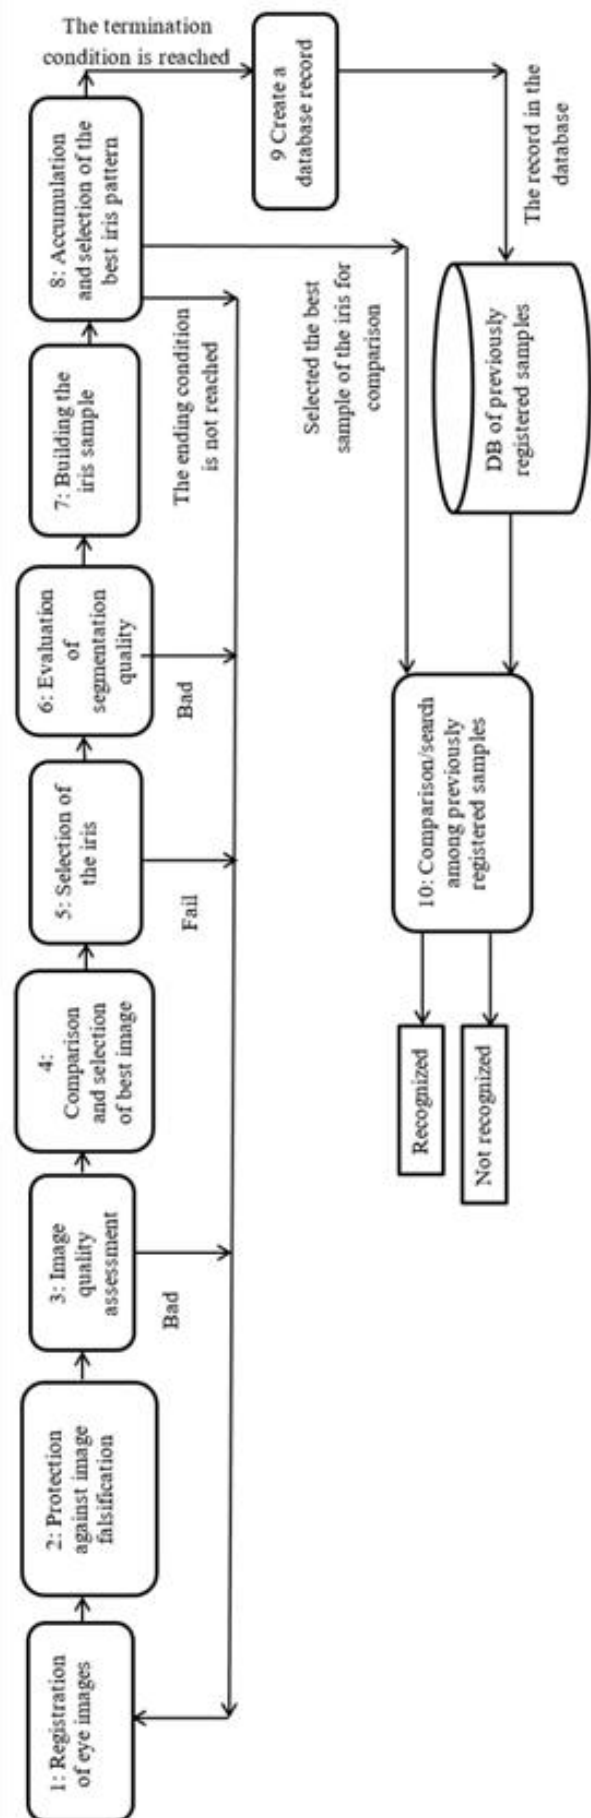 1: Registration
of eye images
2: Protection
against image
falsification
3: Image
quality
assessment
Bad
4:
Comparison
and selection
of best image
5: Selection of
the iris
Fail
6: Evaluation
of
segmentation
quality
Bad
7: Building the
iris sample
8: Accumulation
and selection of the
best iris pattern
The ending condition
is not reached
The termination
condition is reached
9 Create a
database record
The record in the
database
Selected the best
sample of the iris for
comparison
DB of previously
registered samples
10: Comparison/search
among previously
registered samples
Recognized
Not recognized